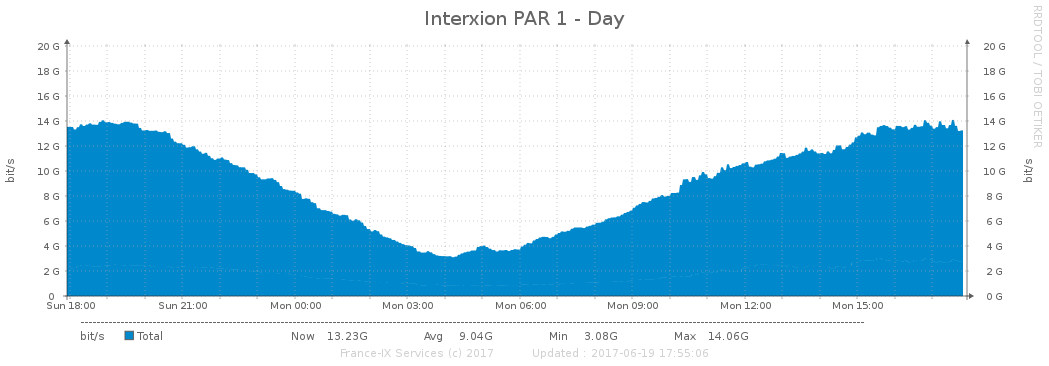 Interxion PAR 1 - Day
RRDTOOL / TOBI OETIKER
20 G 20 G
18 G 18 G
16 G 16 G
14 G 14 G
12 G 12 G
10 G 10 G
8 G 8 G
6 G 6 G
4 G 4 G
2 G 2 G
0 0 G
bit/s
bit/s
Sun 18:00 Sun 21:00 Mon 00:00 Mon 03:00 Mon 06:00 Mon 09:00 Mon 12:00 Mon 15:00
bit/s Total Now 13.23G Avg 9.04G Min 3.08G Max 14.06G
France-IX Services (c) 2017 Updated : 2017-06-19 17:55:06